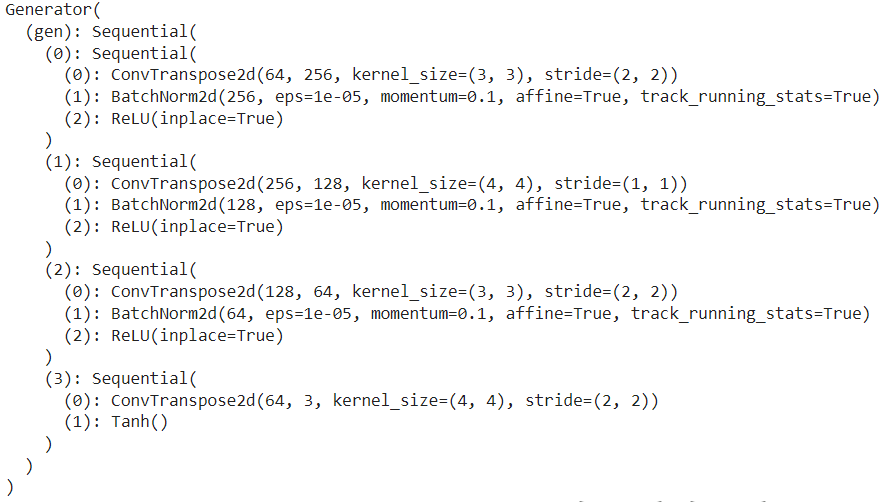 Generator(
  (gen): Sequential(
    (0): Sequential(
      (0): ConvTranspose2d(64, 256, kernel_size=(3, 3), stride=(2, 2))
      (1): BatchNorm2d(256, eps=1e-05, momentum=0.1, affine=True, track_running_stats=True)
      (2): ReLU(inplace=True)
    )
    (1): Sequential(
      (0): ConvTranspose2d(256, 128, kernel_size=(4, 4), stride=(1, 1))
      (1): BatchNorm2d(128, eps=1e-05, momentum=0.1, affine=True, track_running_stats=True)
      (2): ReLU(inplace=True)
    )
    (2): Sequential(
      (0): ConvTranspose2d(128, 64, kernel_size=(3, 3), stride=(2, 2))
      (1): BatchNorm2d(64, eps=1e-05, momentum=0.1, affine=True, track_running_stats=True)
      (2): ReLU(inplace=True)
    )
    (3): Sequential(
      (0): ConvTranspose2d(64, 3, kernel_size=(4, 4), stride=(2, 2))
      (1): Tanh()
    )
  )
)